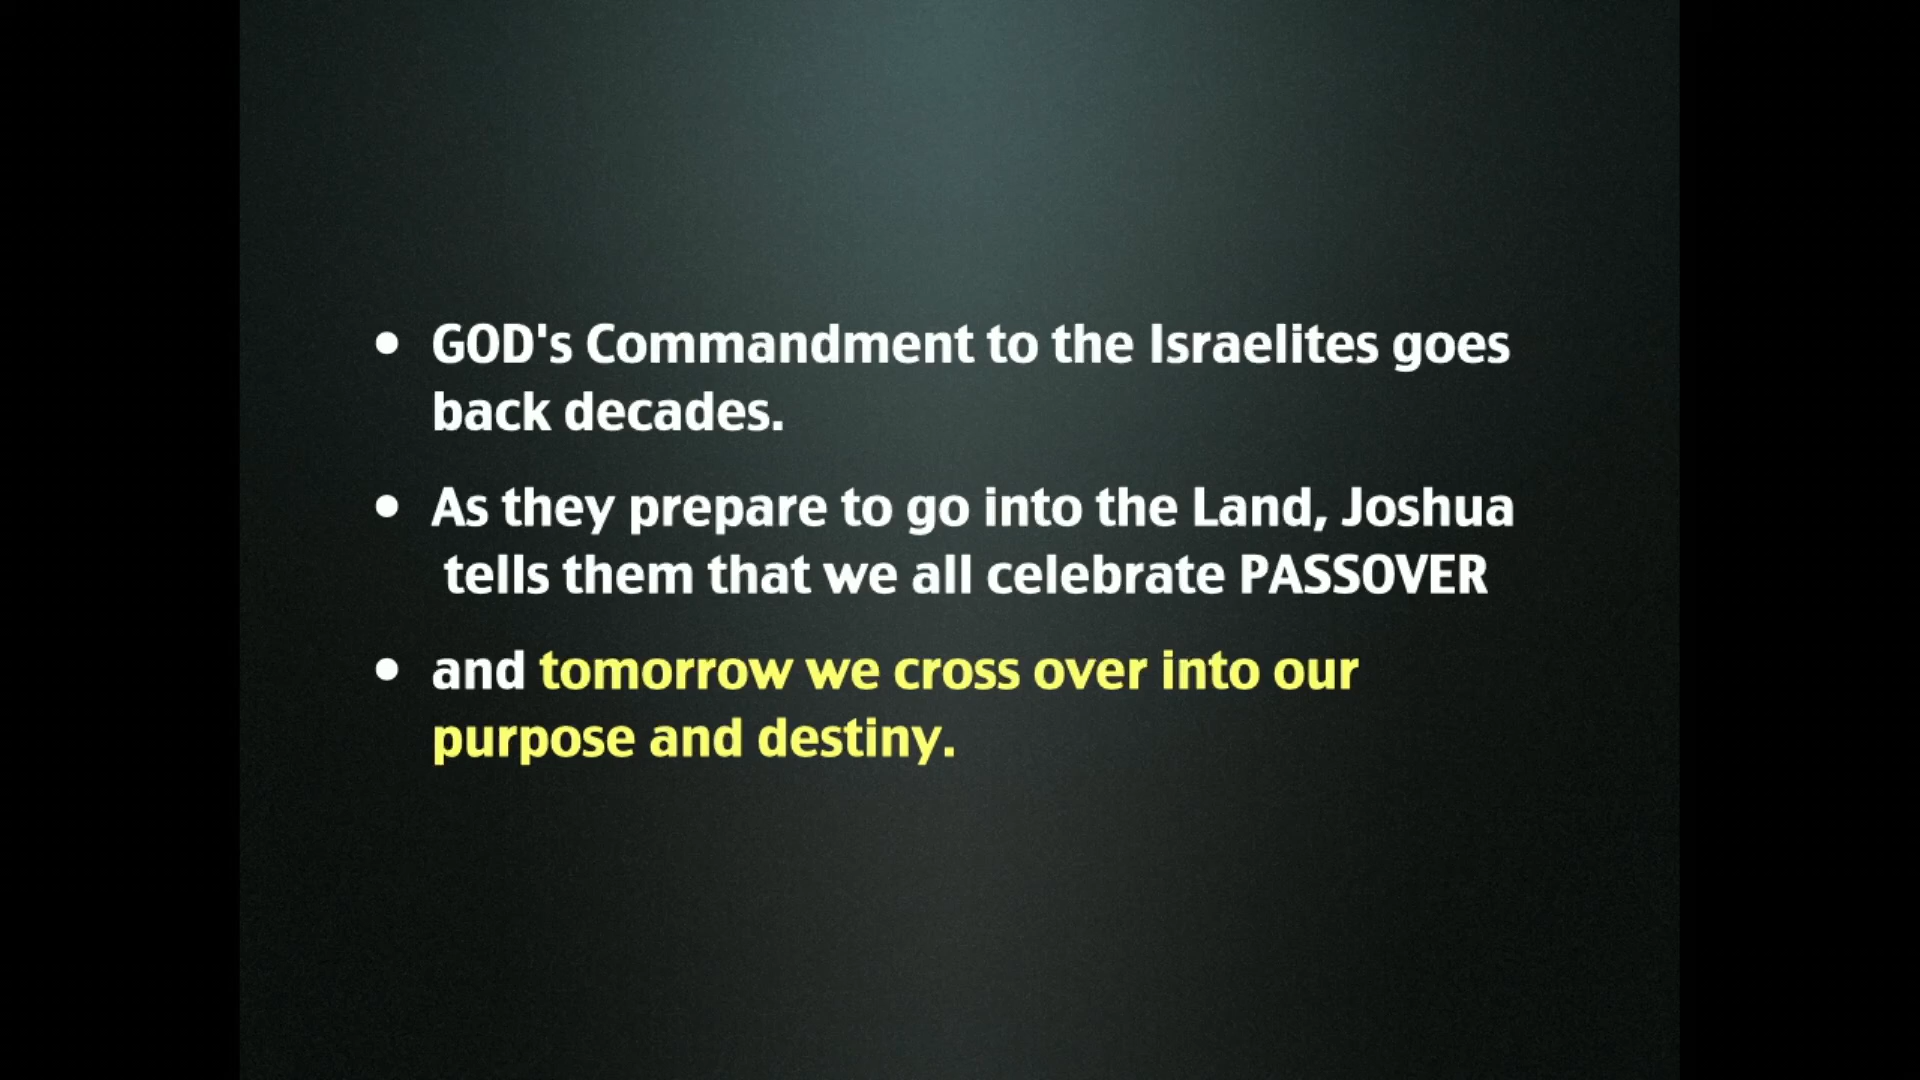 • GOD's Commandment to the Israelites goes
back decades.
• As they prepare to go into the Land, Joshua
tells them that we all celebrate PASSOVER
• and tomorrow we cross over into our
purpose and destiny.